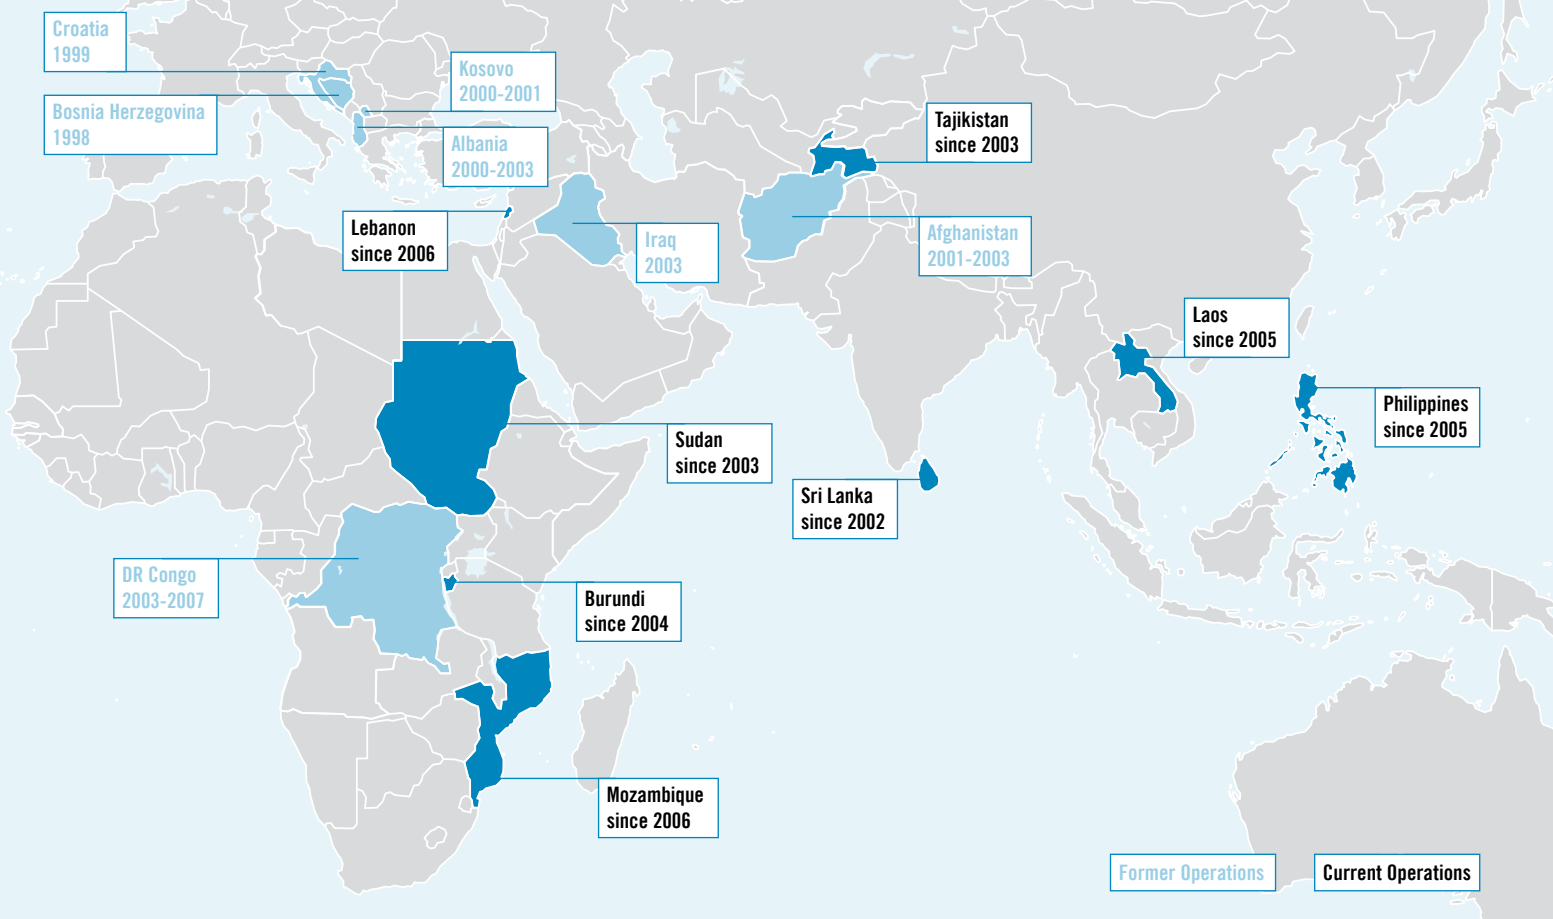 Croatia
1999
Bosnia Herzegovina
1998
Kosovo
2000-2001
Albania
2000-2003
Tajikistan
since 2003
Lebanon
since 2006
Iraq
2003
Afghanistan
2001-2003
Laos
since 2005
Philippines
since 2005
Sudan
since 2003
Sri Lanka
since 2002
DR Congo
2003-2007
Burundi
since 2004
Mozambique
since 2006
Former Operations
Current Operations